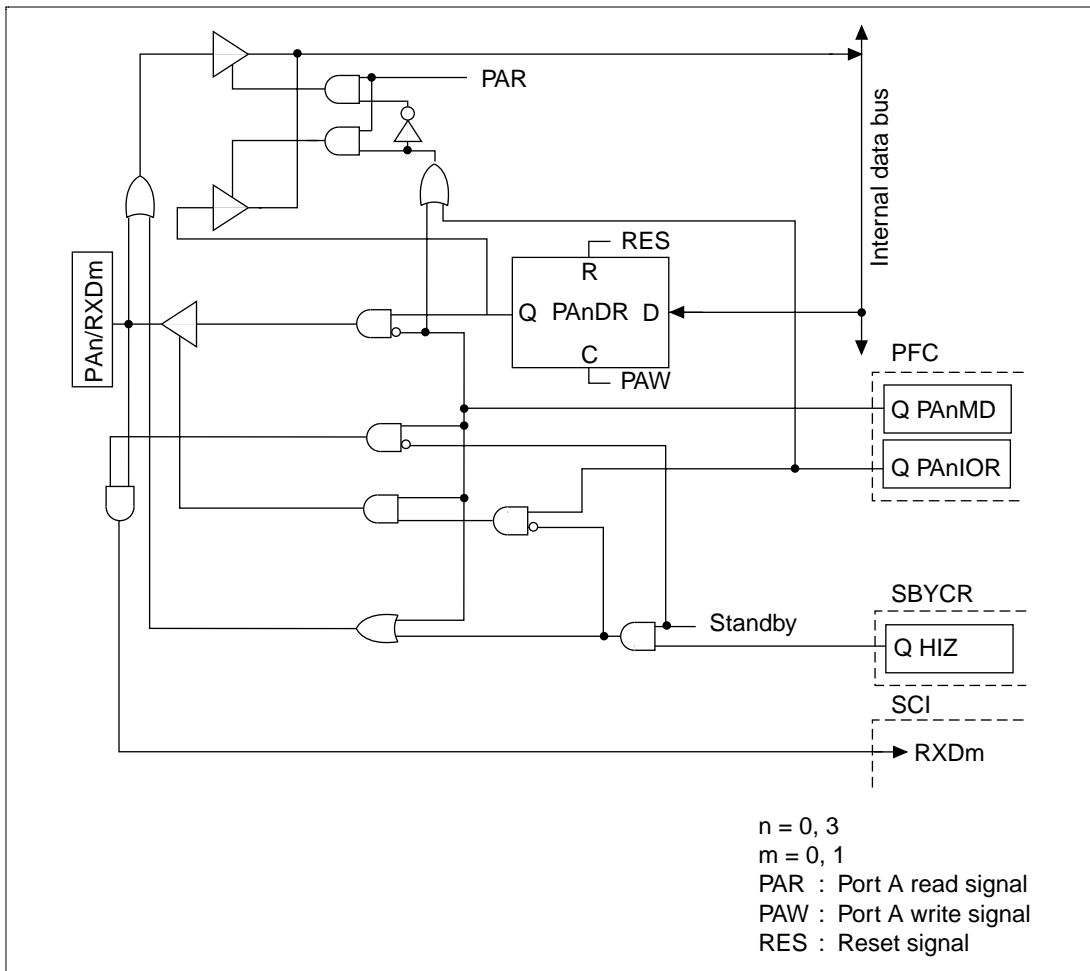 PAR
Internal data bus
RES
R
PAn/RXDm
Q PAnDR D
C
PAW
PFC
Q PAnMD
Q PAnIOR
SBYCR
Standby
Q HIZ
SCI
RXDm
n = 0, 3
m = 0, 1
PAR : Port A read signal
PAW : Port A write signal
RES : Reset signal